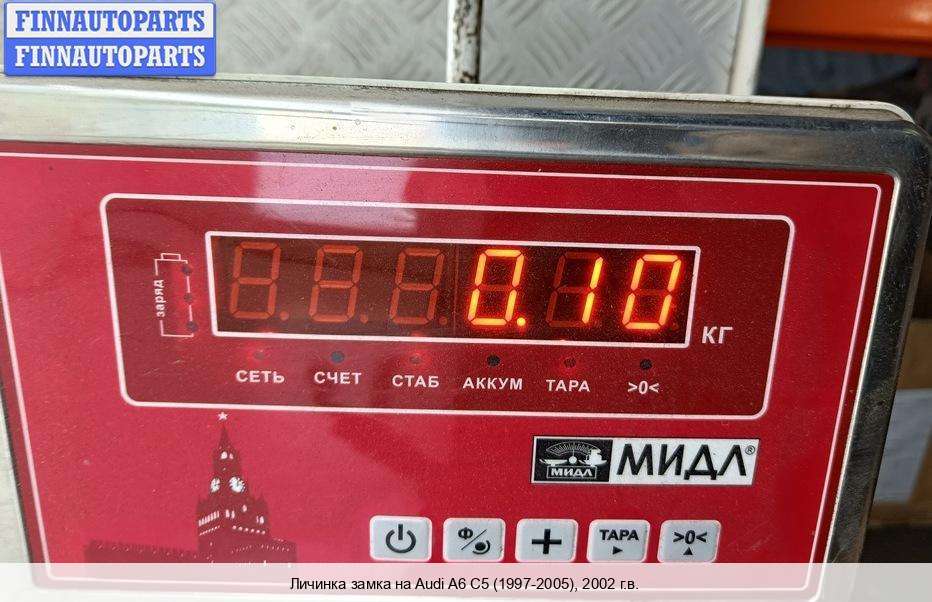 FINNAUTOPARTS
FINNAUTOPARTS
заряд
0.10
КГ
СЕТЬ СЧЕТ СТАБ АККУМ ТАРА >0<
МИДЛ
МИДЛ®
Ф ТАРА >0<
Личинка замка на Audi A6 C5 (1997-2005), 2002 г.в.